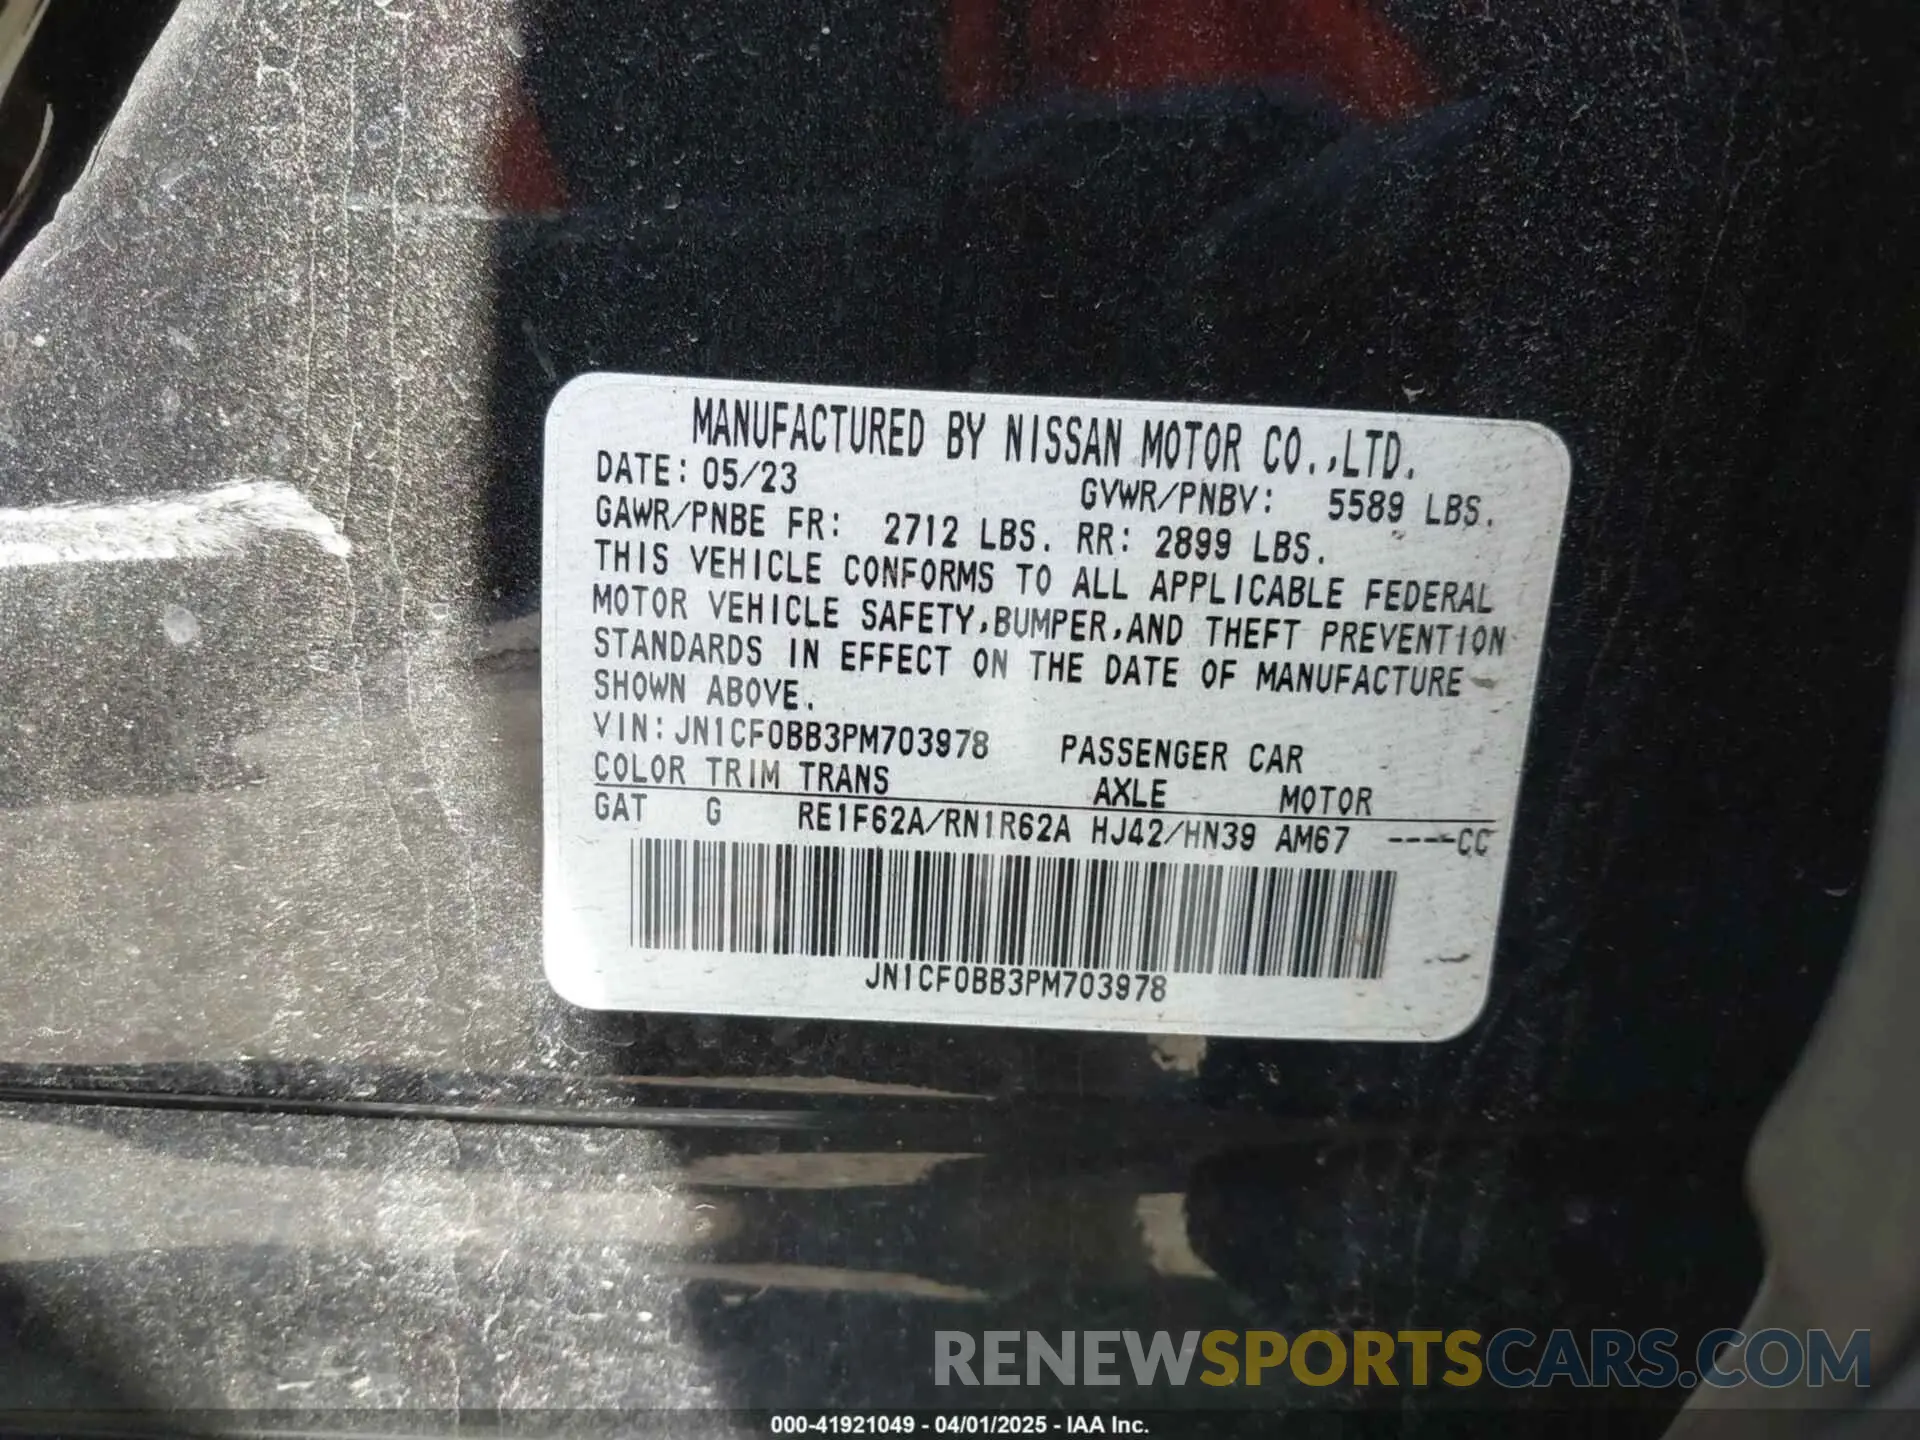 MANUFACTURED BY NISSAN MOTOR CO.,LTD.
DATE: 05/23 GVWR/PNBV: 5589 LBS.
GAWR/PNBE FR: 2712 LBS. RR: 2899 LBS.
THIS VEHICLE CONFORMS TO ALL APPLICABLE FEDERAL
MOTOR VEHICLE SAFETY,BUMPER,AND THEFT PREVENTION
STANDARDS IN EFFECT ON THE DATE OF MANUFACTURE
SHOWN ABOVE.
VIN: JN1CF0BB3PM703978 PASSENGER CAR
COLOR TRIM TRANS AXLE MOTOR
GAT G RE1F62A/RN1R62A HJ42/HN39 AM67 ----CC
JN1CF0BB3PM703978
RENEWSPORTSCARS.COM
000-41921049 - 04/01/2025 - IAA Inc.